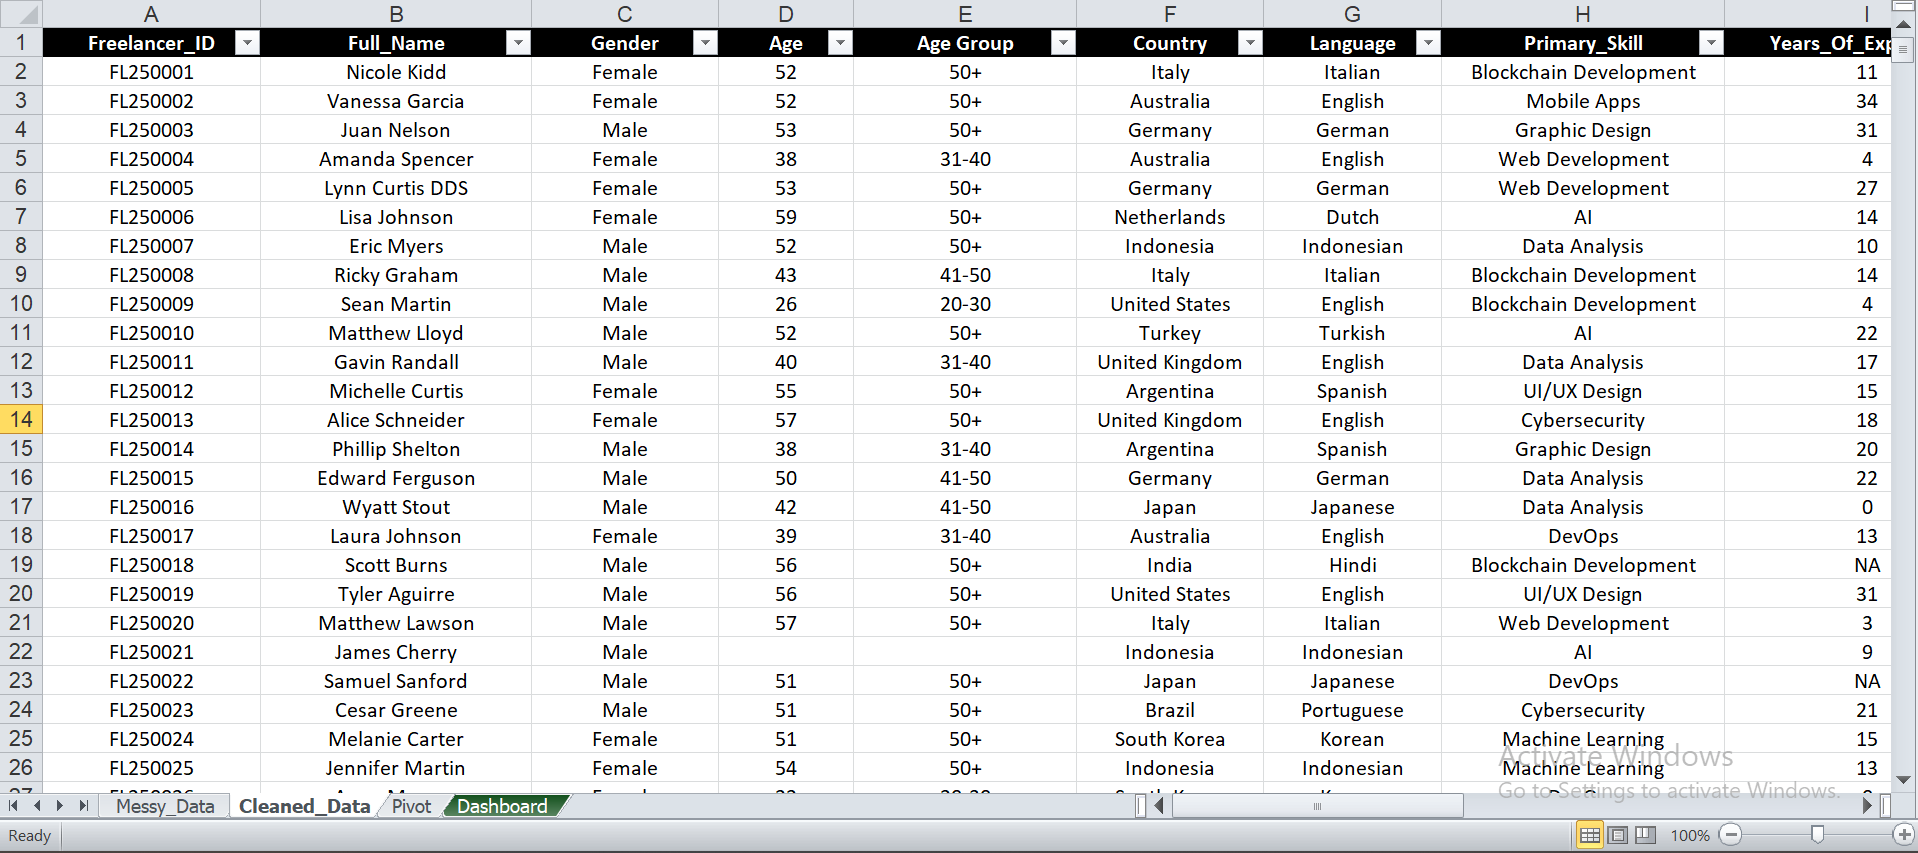 A B C D E F G H I
1 Freelancer_ID Full_Name Gender Age Age Group Country Language Primary_Skill Years_Of_Exp
2 FL250001 Nicole Kidd Female 52 50+ Italy Italian Blockchain Development 11
3 FL250002 Vanessa Garcia Female 52 50+ Australia English Mobile Apps 34
4 FL250003 Juan Nelson Male 53 50+ Germany German Graphic Design 31
5 FL250004 Amanda Spencer Female 38 31-40 Australia English Web Development 4
6 FL250005 Lynn Curtis DDS Female 53 50+ Germany German Web Development 27
7 FL250006 Lisa Johnson Female 59 50+ Netherlands Dutch AI 14
8 FL250007 Eric Myers Male 52 50+ Indonesia Indonesian Data Analysis 10
9 FL250008 Ricky Graham Male 43 41-50 Italy Italian Blockchain Development 14
10 FL250009 Sean Martin Male 26 20-30 United States English Blockchain Development 4
11 FL250010 Matthew Lloyd Male 52 50+ Turkey Turkish AI 22
12 FL250011 Gavin Randall Male 40 31-40 United Kingdom English Data Analysis 17
13 FL250012 Michelle Curtis Female 55 50+ Argentina Spanish UI/UX Design 15
14 FL250013 Alice Schneider Female 57 50+ United Kingdom English Cybersecurity 18
15 FL250014 Phillip Shelton Male 38 31-40 Argentina Spanish Graphic Design 20
16 FL250015 Edward Ferguson Male 50 41-50 Germany German Data Analysis 22
17 FL250016 Wyatt Stout Male 42 41-50 Japan Japanese Data Analysis 0
18 FL250017 Laura Johnson Female 39 31-40 Australia English DevOps 13
19 FL250018 Scott Burns Male 56 50+ India Hindi Blockchain Development NA
20 FL250019 Tyler Aguirre Male 56 50+ United States English UI/UX Design 31
21 FL250020 Matthew Lawson Male 57 50+ Italy Italian Web Development 3
22 FL250021 James Cherry Male Indonesia Indonesian AI 9
23 FL250022 Samuel Sanford Male 51 50+ Japan Japanese DevOps NA
24 FL250023 Cesar Greene Male 51 50+ Brazil Portuguese Cybersecurity 21
25 FL250024 Melanie Carter Female 51 50+ South Korea Korean Machine Learning 15
26 FL250025 Jennifer Martin Female 54 50+ Indonesia Indonesian Machine Learning 13
Activate Windows
Go to Settings to activate Windows.
Messy_Data Cleaned_Data Pivot Dashboard
Ready 100%